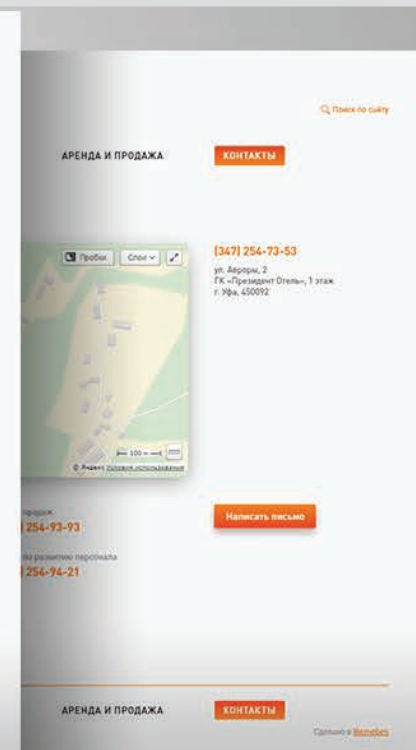 Поиск по сайту
АРЕНДА И ПРОДАЖА
КОНТАКТЫ
Пробки
Слои
(347) 254-73-53
ул. Авроры, 2
ГК «Президент Отель», 1 этаж
г. Уфа, 450092
100 м
© Яндекс Условия использования
продаж
254-93-93
Написать письмо
по развитию персонала
254-94-21
АРЕНДА И ПРОДАЖА
КОНТАКТЫ
Сделано в